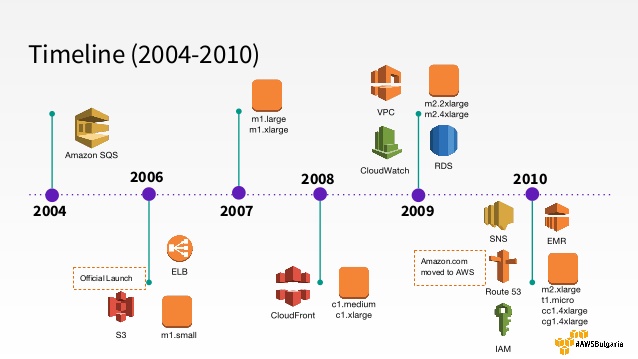 Timeline (2004-2010)
Amazon SQS
2004
2006
Official Launch
ELB
S3
m1.small
m1.large
m1.xlarge
2007
2008
CloudFront
c1.medium
c1.xlarge
VPC
m2.2xlarge
m2.4xlarge
CloudWatch
RDS
2009
2010
Amazon.com
moved to AWS
SNS
EMR
Route 53
m2.xlarge
t1.micro
cc1.4xlarge
cg1.4xlarge
IAM
#AWSBulgaria